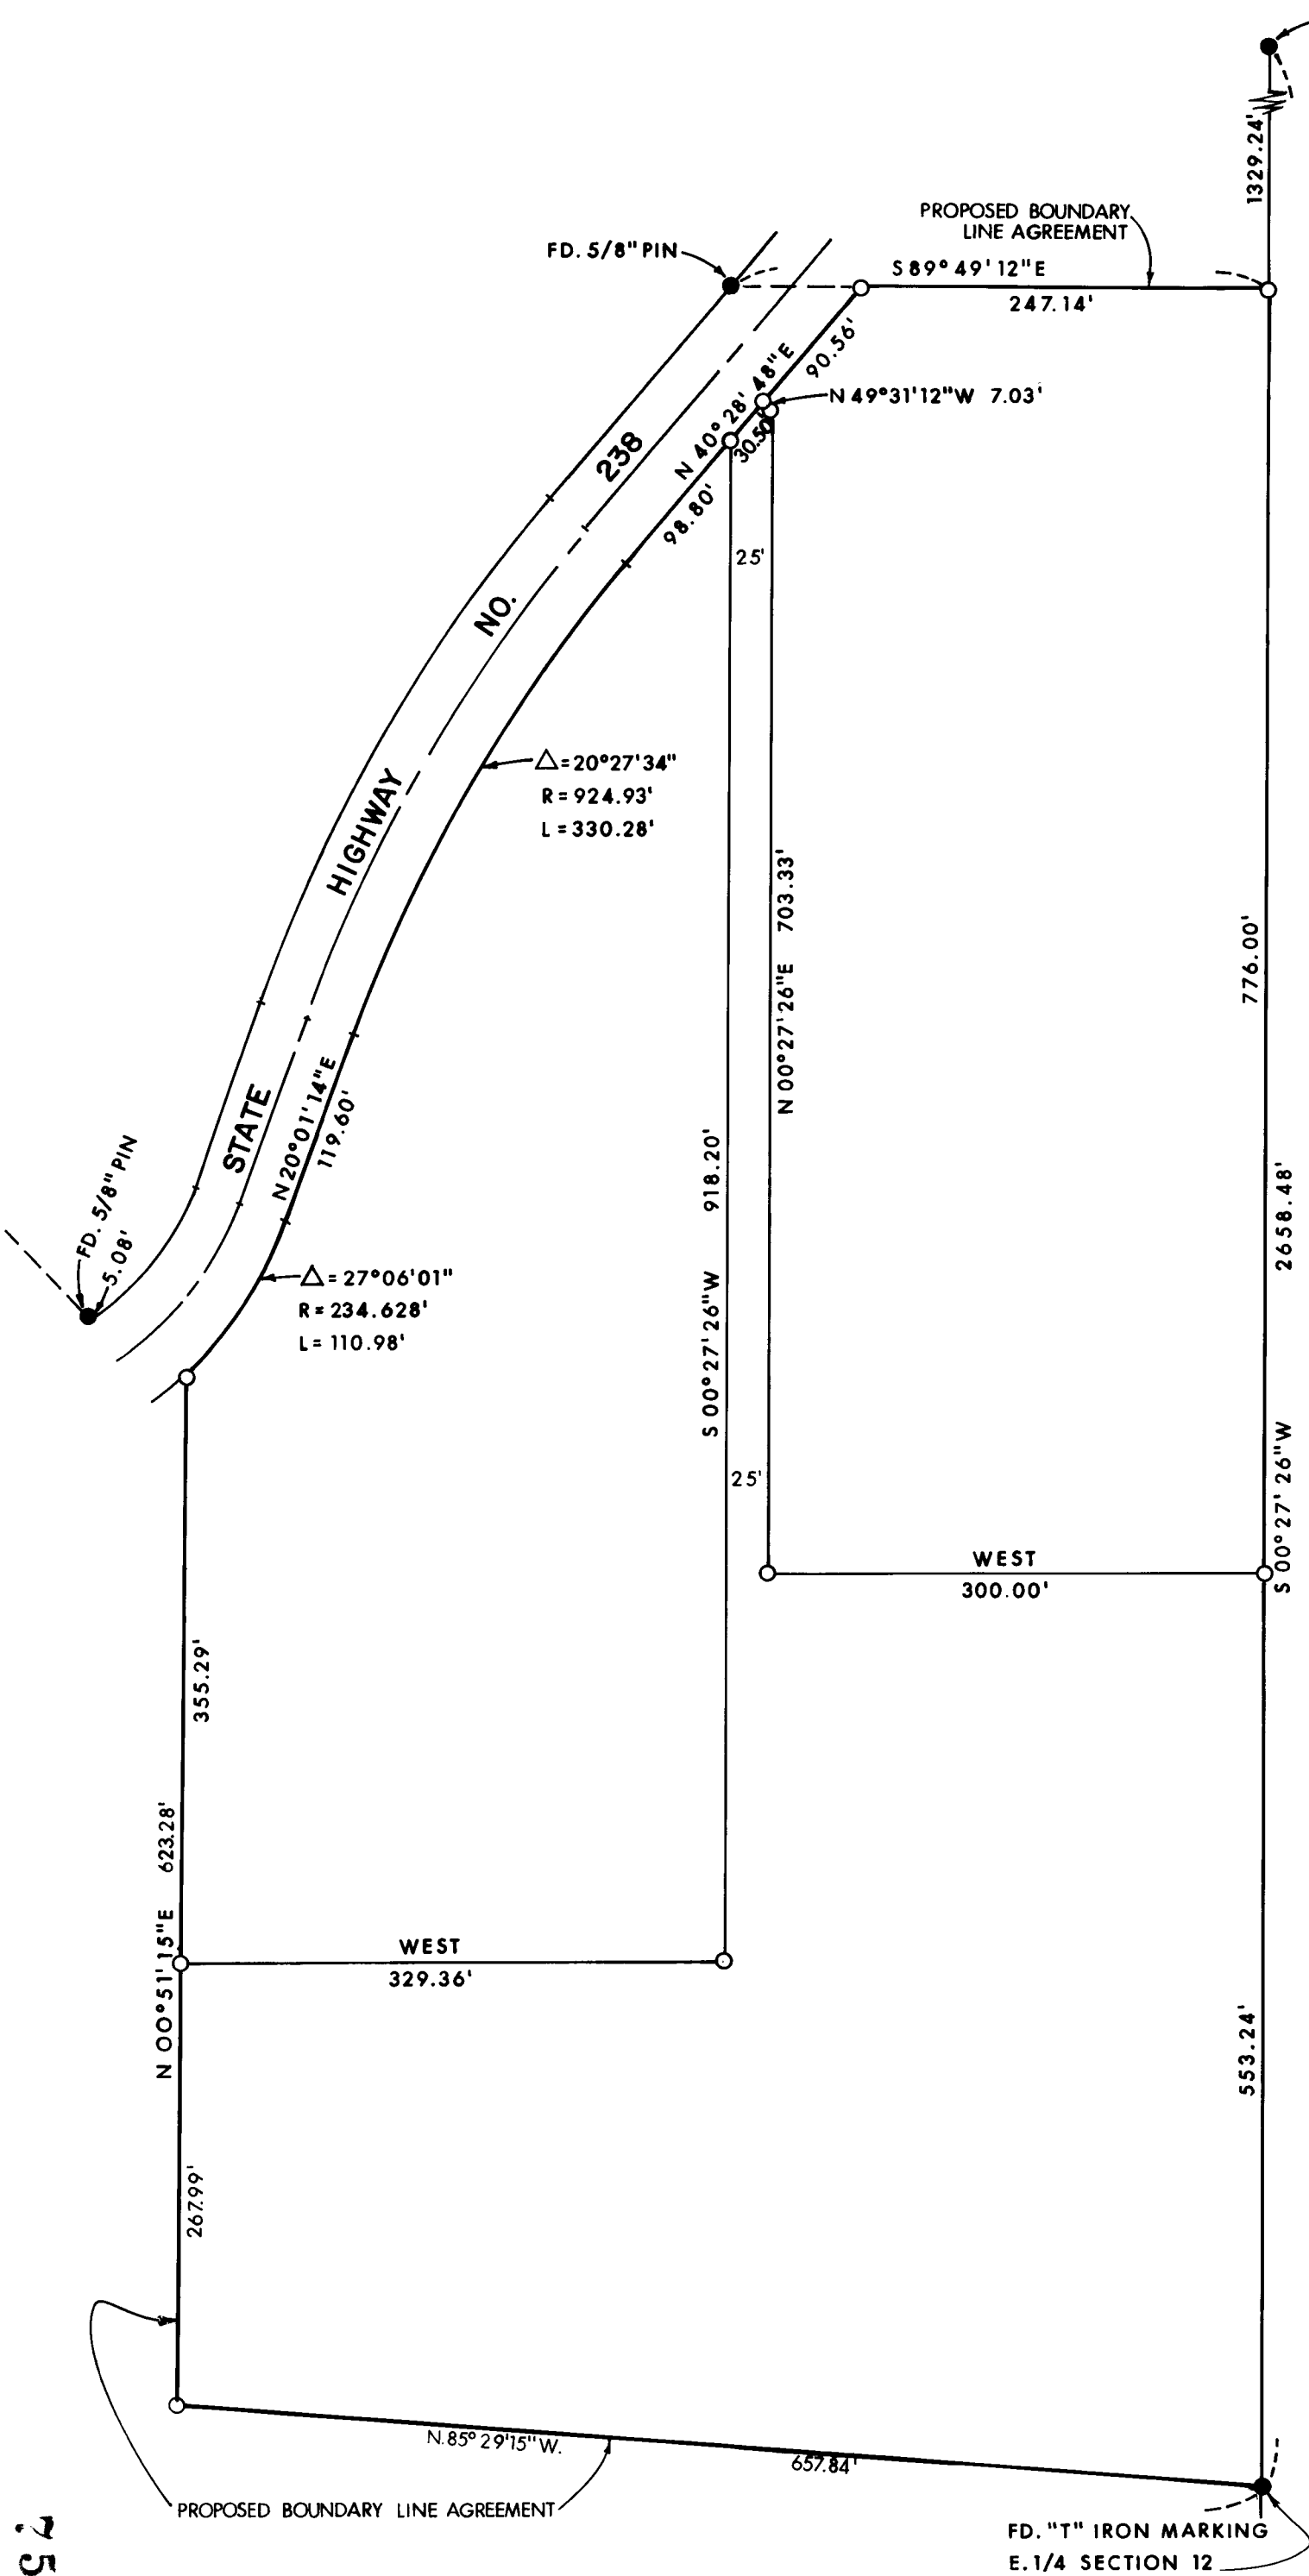 1329.24'
PROPOSED BOUNDARY
LINE AGREEMENT
FD. 5/8" PIN
S 89° 49' 12" E
247.14'
90.56'
N 40° 28' 48" E
N 49°31'12" W 7.03'
30.50'
98.80'
25'
STATE HIGHWAY NO. 238
△ = 20°27'34"
R = 924.93'
L = 330.28'
N 00°27'26" E 703.33'
776.00'
N 20°01'14" E
119.60'
FD. 5/8" PIN
5.08'
S 00°27'26" W 918.20'
2658.48'
△ = 27°06'01"
R = 234.628'
L = 110.98'
S 00°27'26" W
25'
WEST
300.00'
355.29'
N 00°51'15" E 623.28'
WEST
329.36'
553.24'
267.99'
N. 85° 29' 15" W.
657.84'
PROPOSED BOUNDARY LINE AGREEMENT
FD. "T" IRON MARKING
E. 1/4 SECTION 12
75